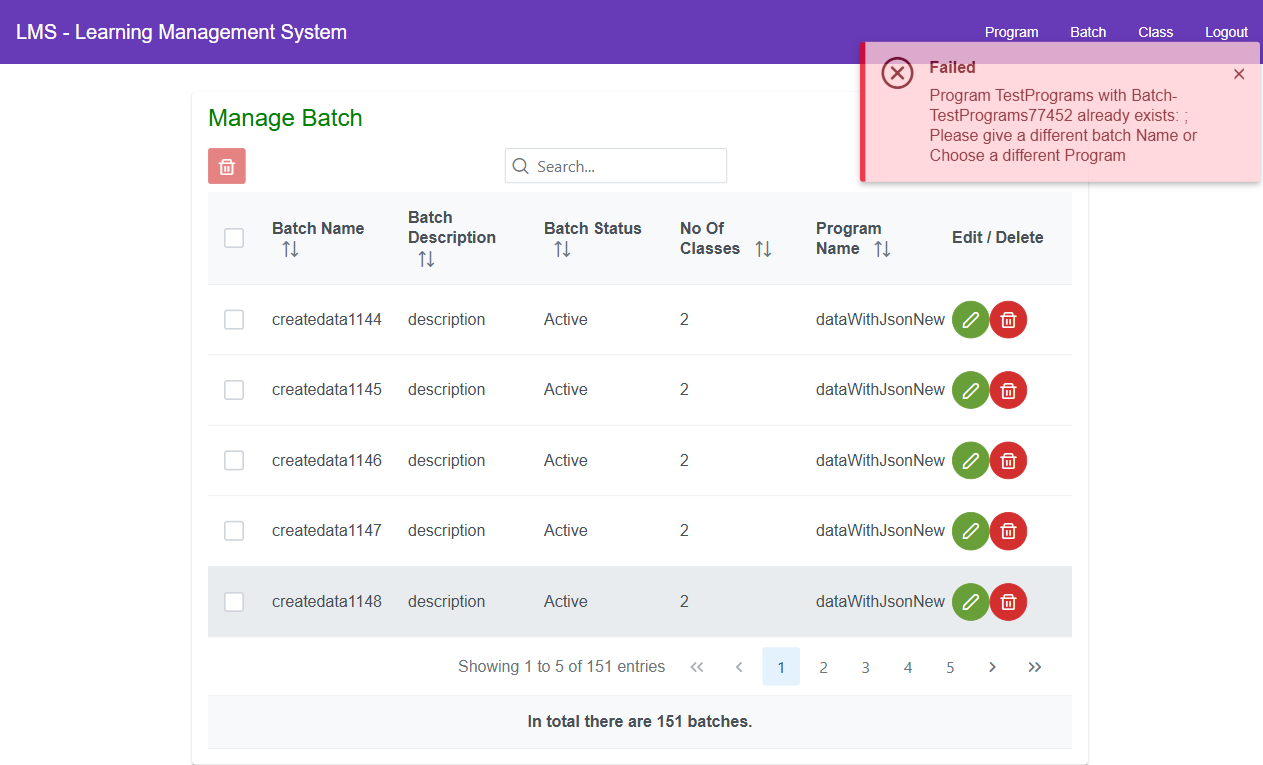 LMS - Learning Management System
Program Batch Class Logout
Failed
Program TestPrograms with Batch-
TestPrograms77452 already exists: ;
Please give a different batch Name or
Choose a different Program
Manage Batch
Search...
Batch Name Batch Description Batch Status No Of Classes Program Name Edit / Delete
createdata1144 description Active 2 dataWithJsonNew
createdata1145 description Active 2 dataWithJsonNew
createdata1146 description Active 2 dataWithJsonNew
createdata1147 description Active 2 dataWithJsonNew
createdata1148 description Active 2 dataWithJsonNew
Showing 1 to 5 of 151 entries << < 1 2 3 4 5 > >>
In total there are 151 batches.